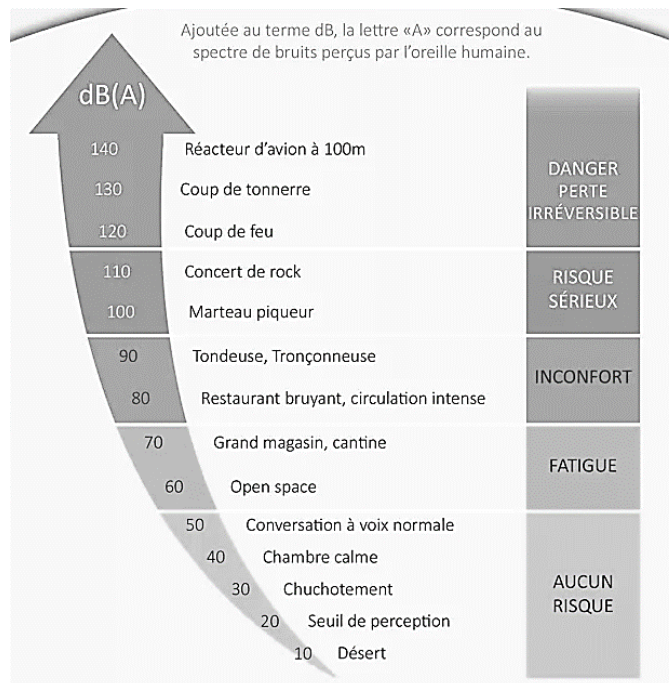 Ajoutée au terme dB, la lettre «A» correspond au
spectre de bruits perçus par l'oreille humaine.
dB(A)
140 Réacteur d'avion à 100m
130 Coup de tonnerre
120 Coup de feu
DANGER
PERTE
IRRÉVERSIBLE
110 Concert de rock
100 Marteau piqueur
RISQUE
SÉRIEUX
90 Tondeuse, Tronçonneuse
80 Restaurant bruyant, circulation intense
INCONFORT
70 Grand magasin, cantine
60 Open space
FATIGUE
50 Conversation à voix normale
40 Chambre calme
30 Chuchotement
20 Seuil de perception
10 Désert
AUCUN
RISQUE